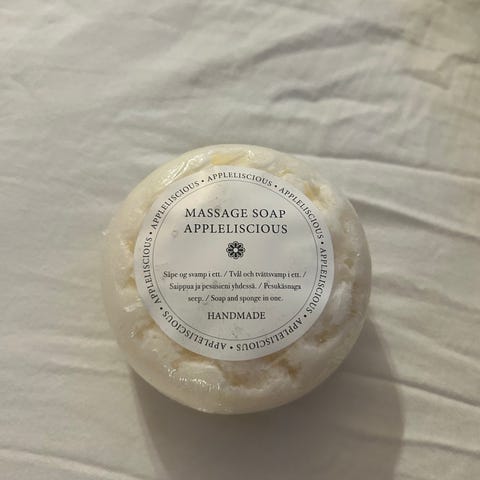 MASSAGE SOAP
APPLELISCIOUS
Såpe og svamp i ett. / Tvål och tvättsvamp i ett. /
Saippua ja pesusieni yhdessä. / Pesukäsnaga
seep. / Soap and sponge in one.
HANDMADE
APPLELISCIOUS • APPLELISCIOUS • APPLELISCIOUS • APPLELISCIOUS • APPLELISCIOUS • APPLELISCIOUS •